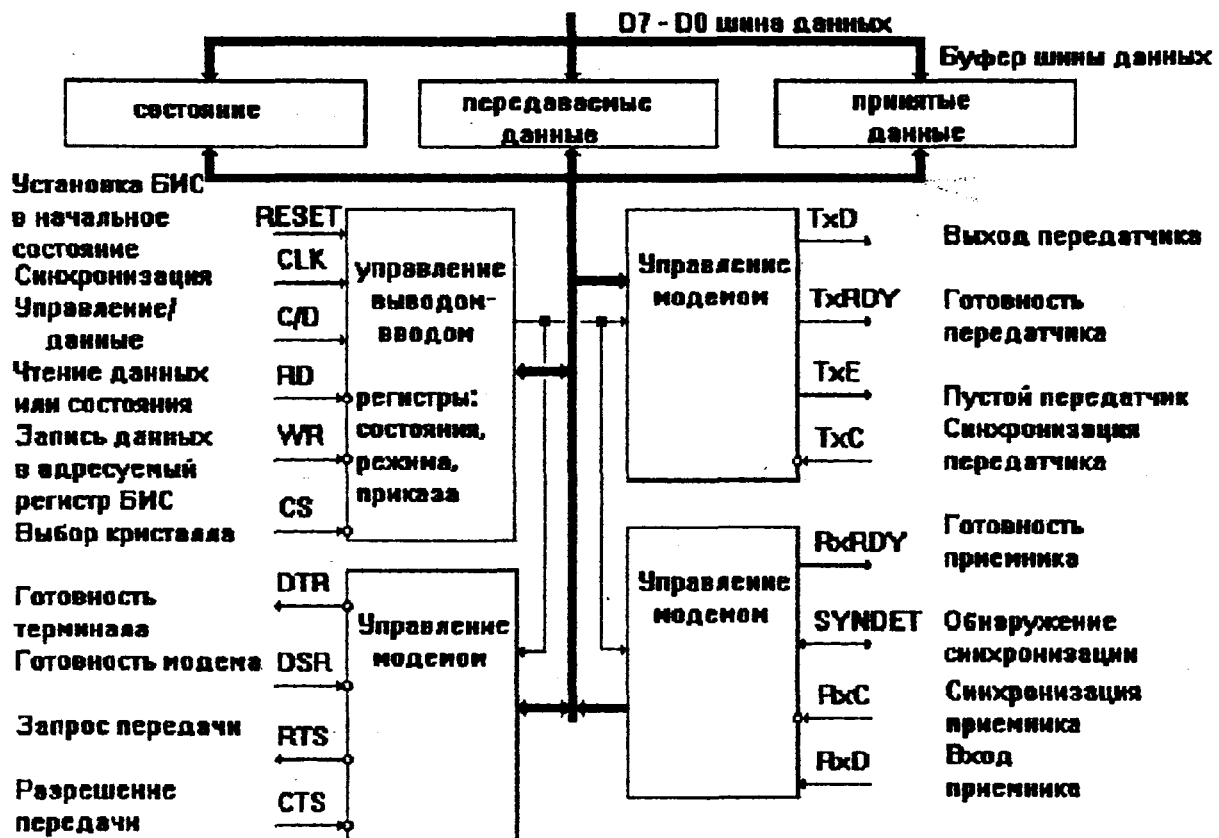 D7 - D0 шина данных
Буфер шины данных
состояние
передаваемые
данные
принятые
данные
Установка БИС
в начальное
состояние
RESET
Синхронизация
CLK
Управление/
данные
C/D
Чтение данных
или состояния
RD
Запись данных
в адресуемый
регистр БИС
WR
Выбор кристалла
CS
управление
выводом-
вводом
регистры:
состояния,
режима,
приказа
Управление
модемом
TxD
Выход передатчика
TxRDY
Готовность
передатчика
TxE
Пустой передатчик
TxC
Синхронизация
передатчика
Готовность
терминала
DTR
Готовность модема
DSR
Запрос передачи
RTS
Разрешение
передачи
CTS
Управление
модемом
Управление
модемом
RxRDY
Готовность
приемника
SYNDET
Обнаружение
синхронизации
RxC
Синхронизация
приемника
RxD
Вход
приемника